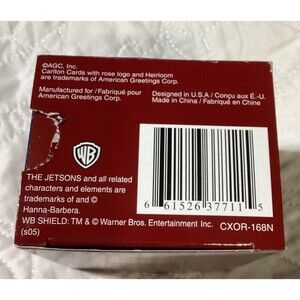 ©AGC, Inc.
Carlton Cards with rose logo and Heirloom
are trademarks of American Greetings Corp.
Manufactured for / Fabriqué pour
American Greetings Corp.
Designed in U.S.A / Conçu aux É.-U.
Made in China / Fabriqué en Chine
WB
THE JETSONS and all related
characters and elements are
trademarks of and ©
Hanna-Barbera.
WB SHIELD: TM & © Warner Bros. Entertainment Inc.
(s05)
6 61526 37711 5
CXOR-168N